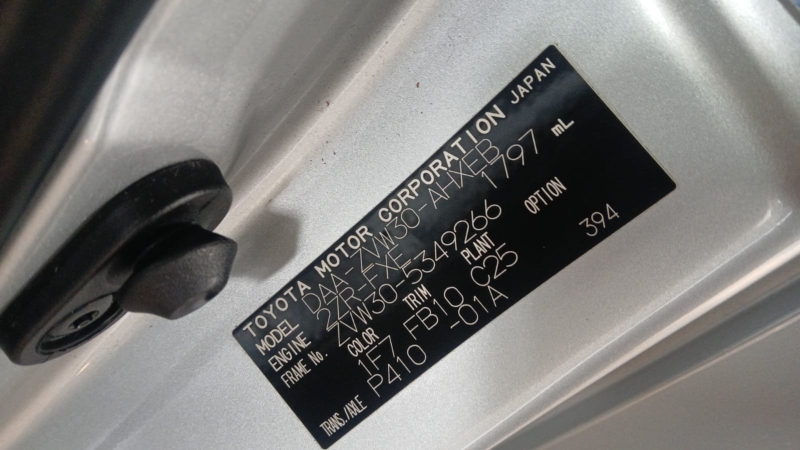 TOYOTA MOTOR CORPORATION JAPAN
MODEL DAA-ZVW30-AHXEB
ENGINE 2ZR-FXE 1797 mL
FRAME No. ZVW30-5349266
COLOR TRIM PLANT OPTION
1F7 FB10 C25
TRANS./AXLE P410 -01A 394